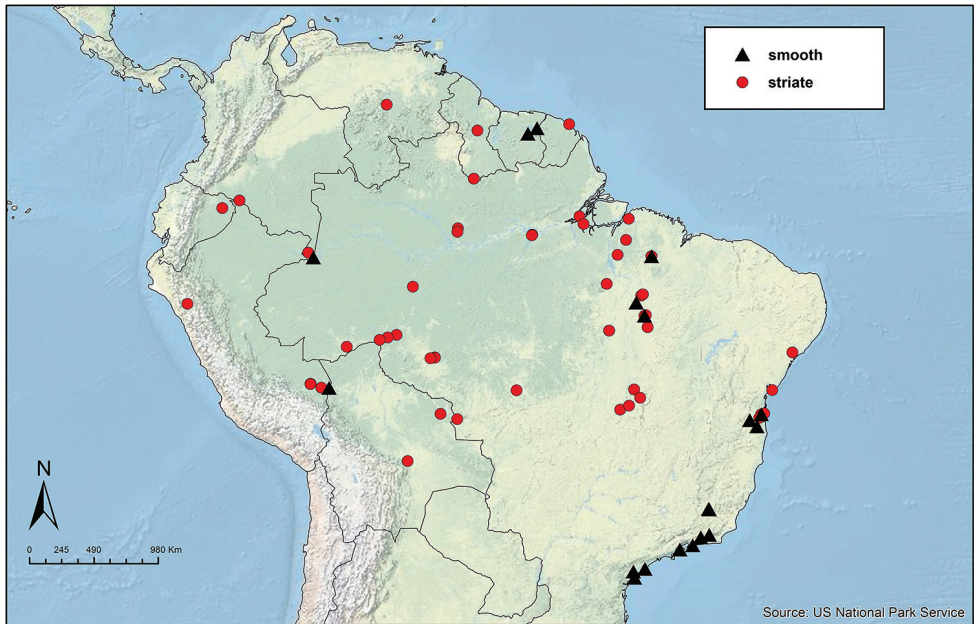 smooth
striate
N
0 245 490 980 Km
Source: US National Park Service